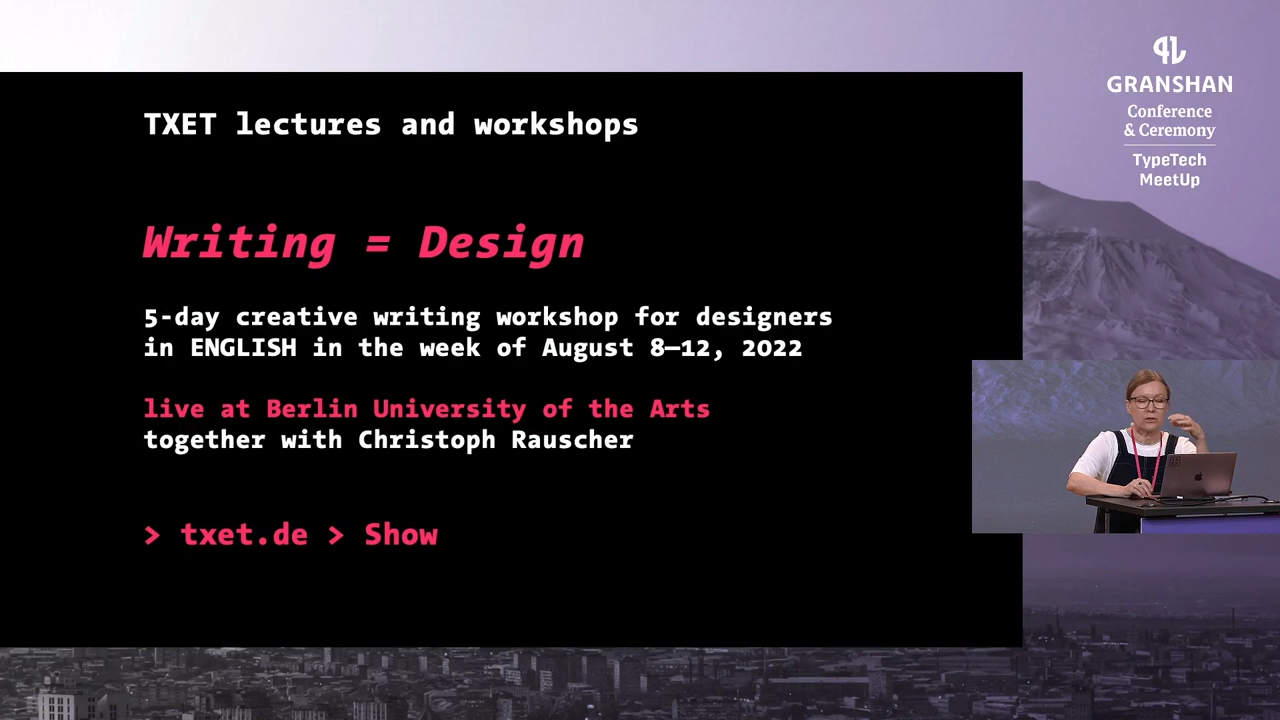 TXET lectures and workshops
Writing = Design
5-day creative writing workshop for designers
in ENGLISH in the week of August 8—12, 2022
live at Berlin University of the Arts
together with Christoph Rauscher
> txet.de > Show
GRANSHAN
Conference
& Ceremony
TypeTech
MeetUp